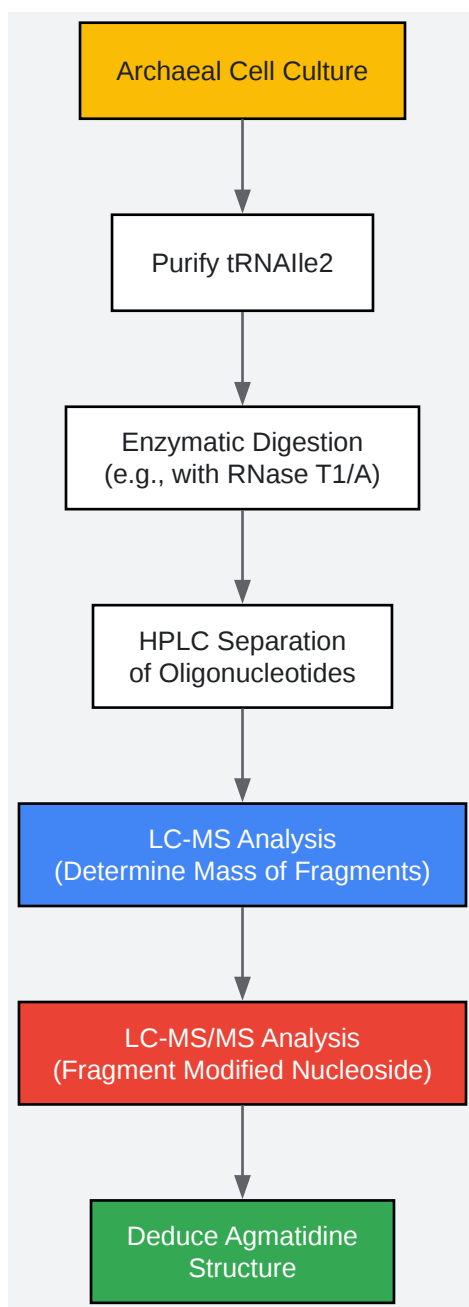 Archaeal Cell Culture
Purify tRNAIle2
Enzymatic Digestion
(e.g., with RNase T1/A)
HPLC Separation
of Oligonucleotides
LC-MS Analysis
(Determine Mass of Fragments)
LC-MS/MS Analysis
(Fragment Modified Nucleoside)
Deduce Agmatidine
Structure